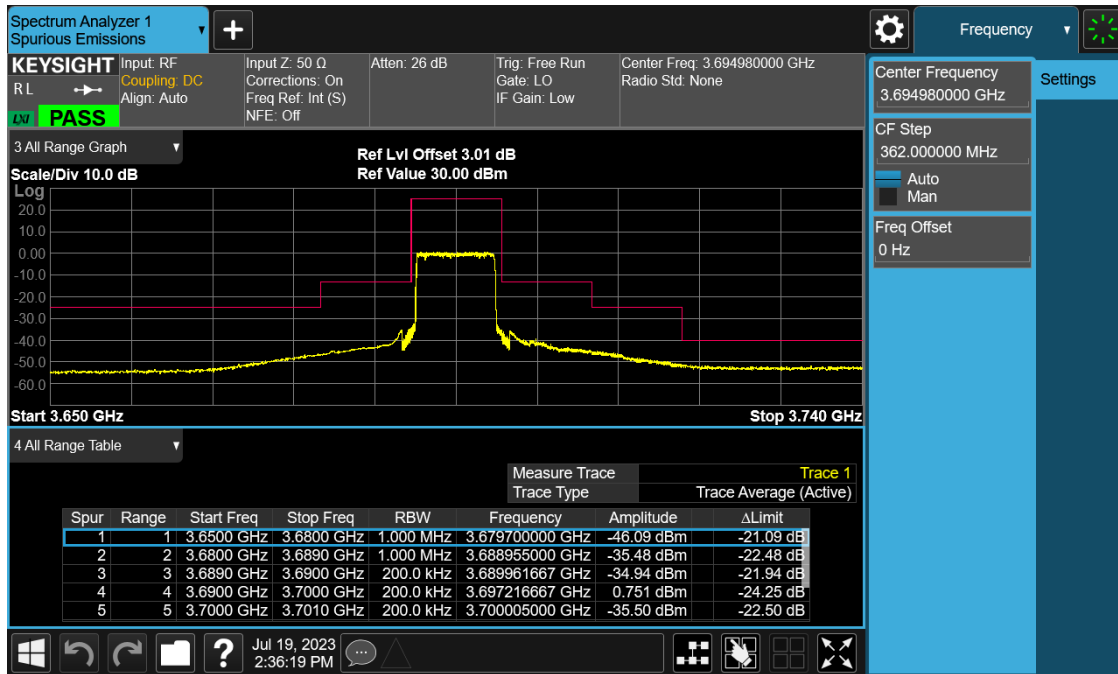 Spectrum Analyzer 1
Spurious Emissions
Frequency
KEYSIGHT
R L
LXI
PASS
Input: RF
Coupling: DC
Align: Auto
Input Z: 50 Ω
Corrections: On
Freq Ref: Int (S)
NFE: Off
Atten: 26 dB
Trig: Free Run
Gate: LO
IF Gain: Low
Center Freq: 3.694980000 GHz
Radio Std: None
Center Frequency
3.694980000 GHz
Settings
CF Step
362.000000 MHz
Auto
Man
Freq Offset
0 Hz
3 All Range Graph
Ref Lvl Offset 3.01 dB
Scale/Div 10.0 dB
Ref Value 30.00 dBm
Log
20.0
10.0
0.00
-10.0
-20.0
-30.0
-40.0
-50.0
-60.0
Start 3.650 GHz
Stop 3.740 GHz
4 All Range Table
Measure Trace Trace 1
Trace Type Trace Average (Active)
Spur Range Start Freq Stop Freq RBW Frequency Amplitude ΔLimit
1 1 3.6500 GHz 3.6800 GHz 1.000 MHz 3.679700000 GHz -46.09 dBm -21.09 dB
2 2 3.6800 GHz 3.6890 GHz 1.000 MHz 3.688955000 GHz -35.48 dBm -22.48 dB
3 3 3.6890 GHz 3.6900 GHz 200.0 kHz 3.689961667 GHz -34.94 dBm -21.94 dB
4 4 3.6900 GHz 3.7000 GHz 200.0 kHz 3.697216667 GHz 0.751 dBm -24.25 dB
5 5 3.7000 GHz 3.7010 GHz 200.0 kHz 3.700005000 GHz -35.50 dBm -22.50 dB
?
Jul 19, 2023
2:36:19 PM